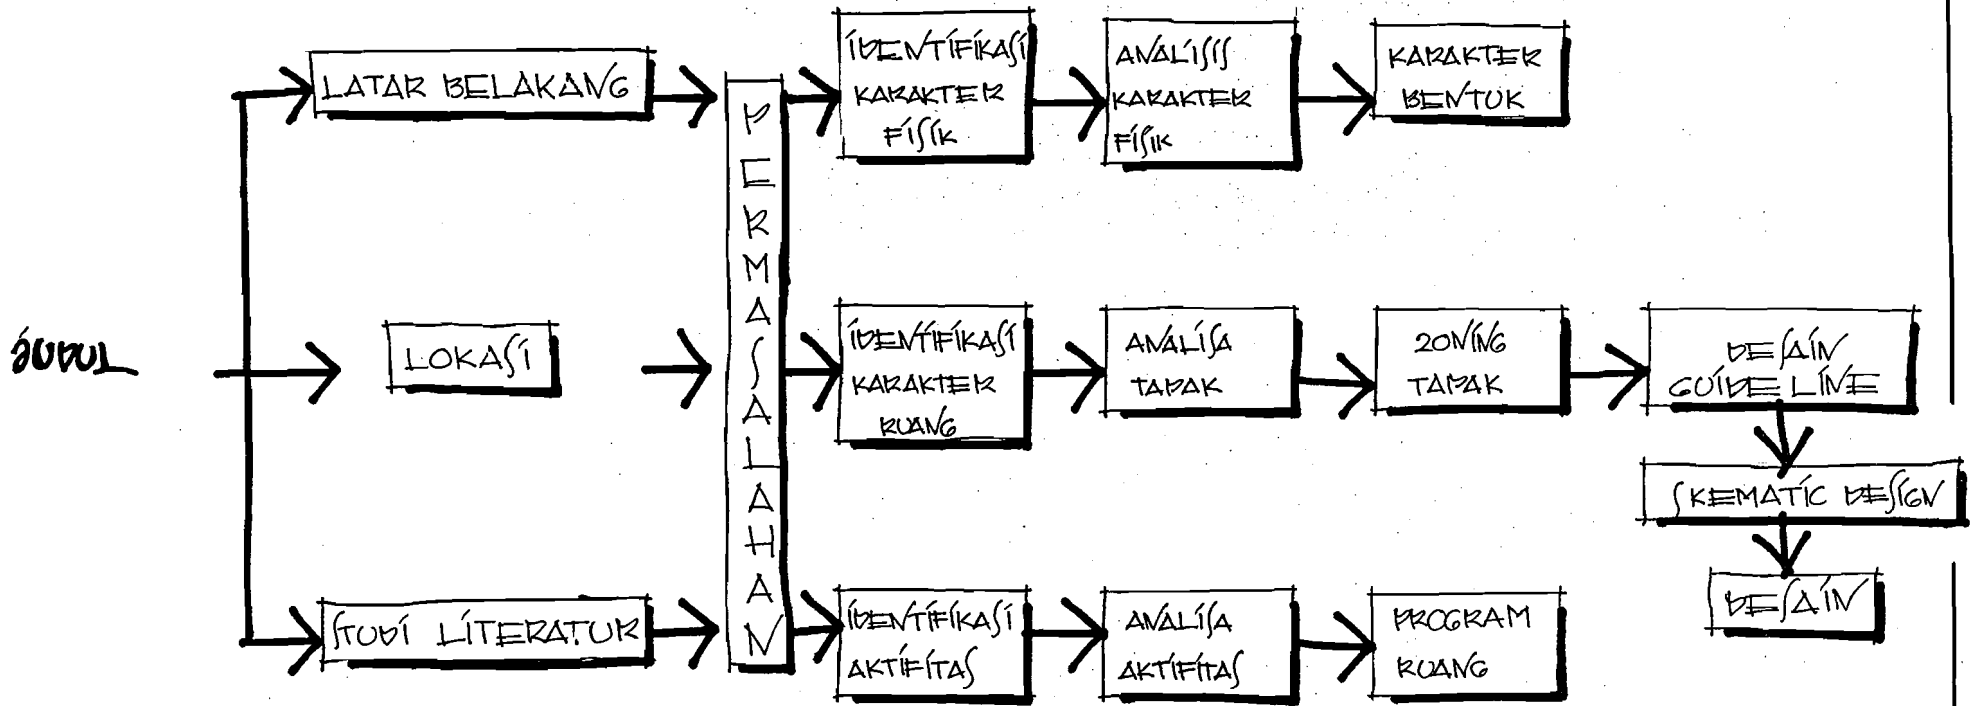 JUDUL
LATAR BELAKANG
LOKASI
STUDI LITERATUR
PERMASALAHAN
IDENTIFIKASI
KARAKTER
FISIK
ANALISIS
KARAKTER
FISIK
KARAKTER
BENTUK
IDENTIFIKASI
KARAKTER
RUANG
ANALISA
TAPAK
ZONING
TAPAK
DESAIN
GUIDE LINE
SKEMATIC DESIGN
DESAIN
IDENTIFIKASI
AKTIFITAS
ANALISA
AKTIFITAS
PROGRAM
RUANG